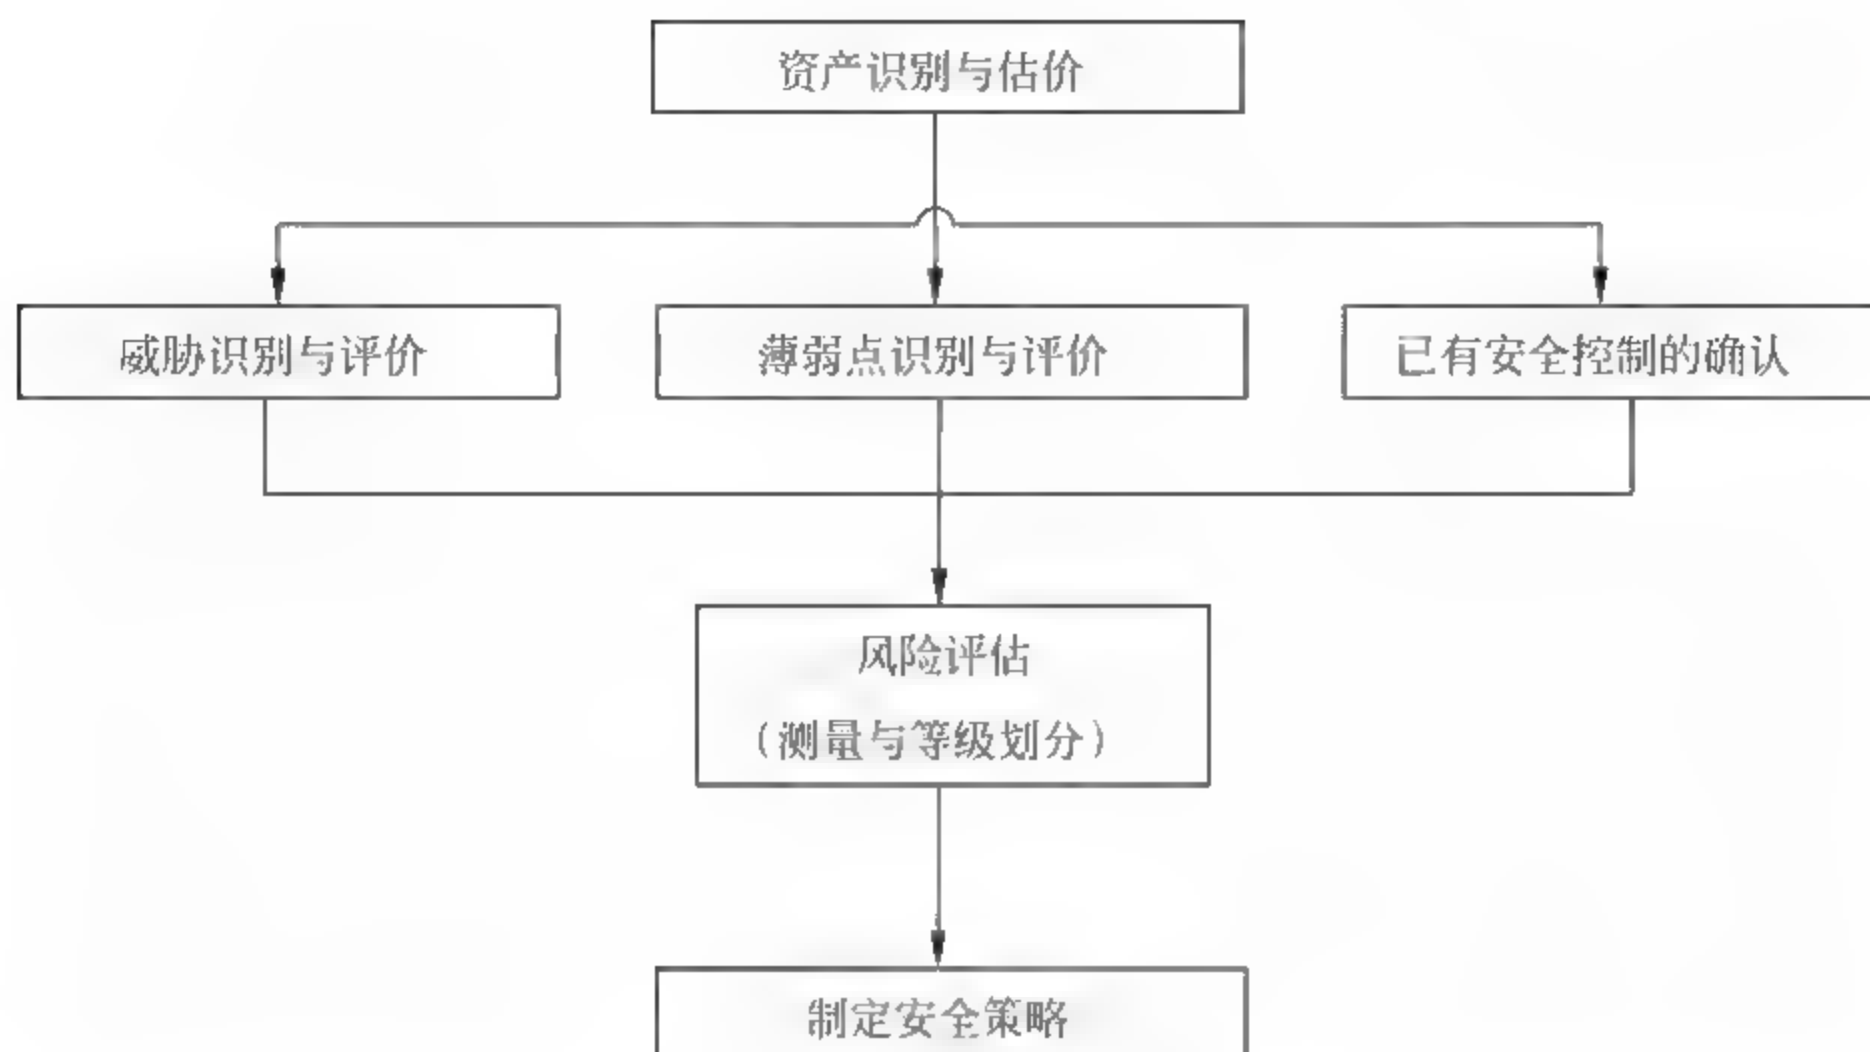 资产识别与估价
威胁识别与评价
薄弱点识别与评价
已有安全控制的确认
风险评估
（测量与等级划分）
制定安全策略